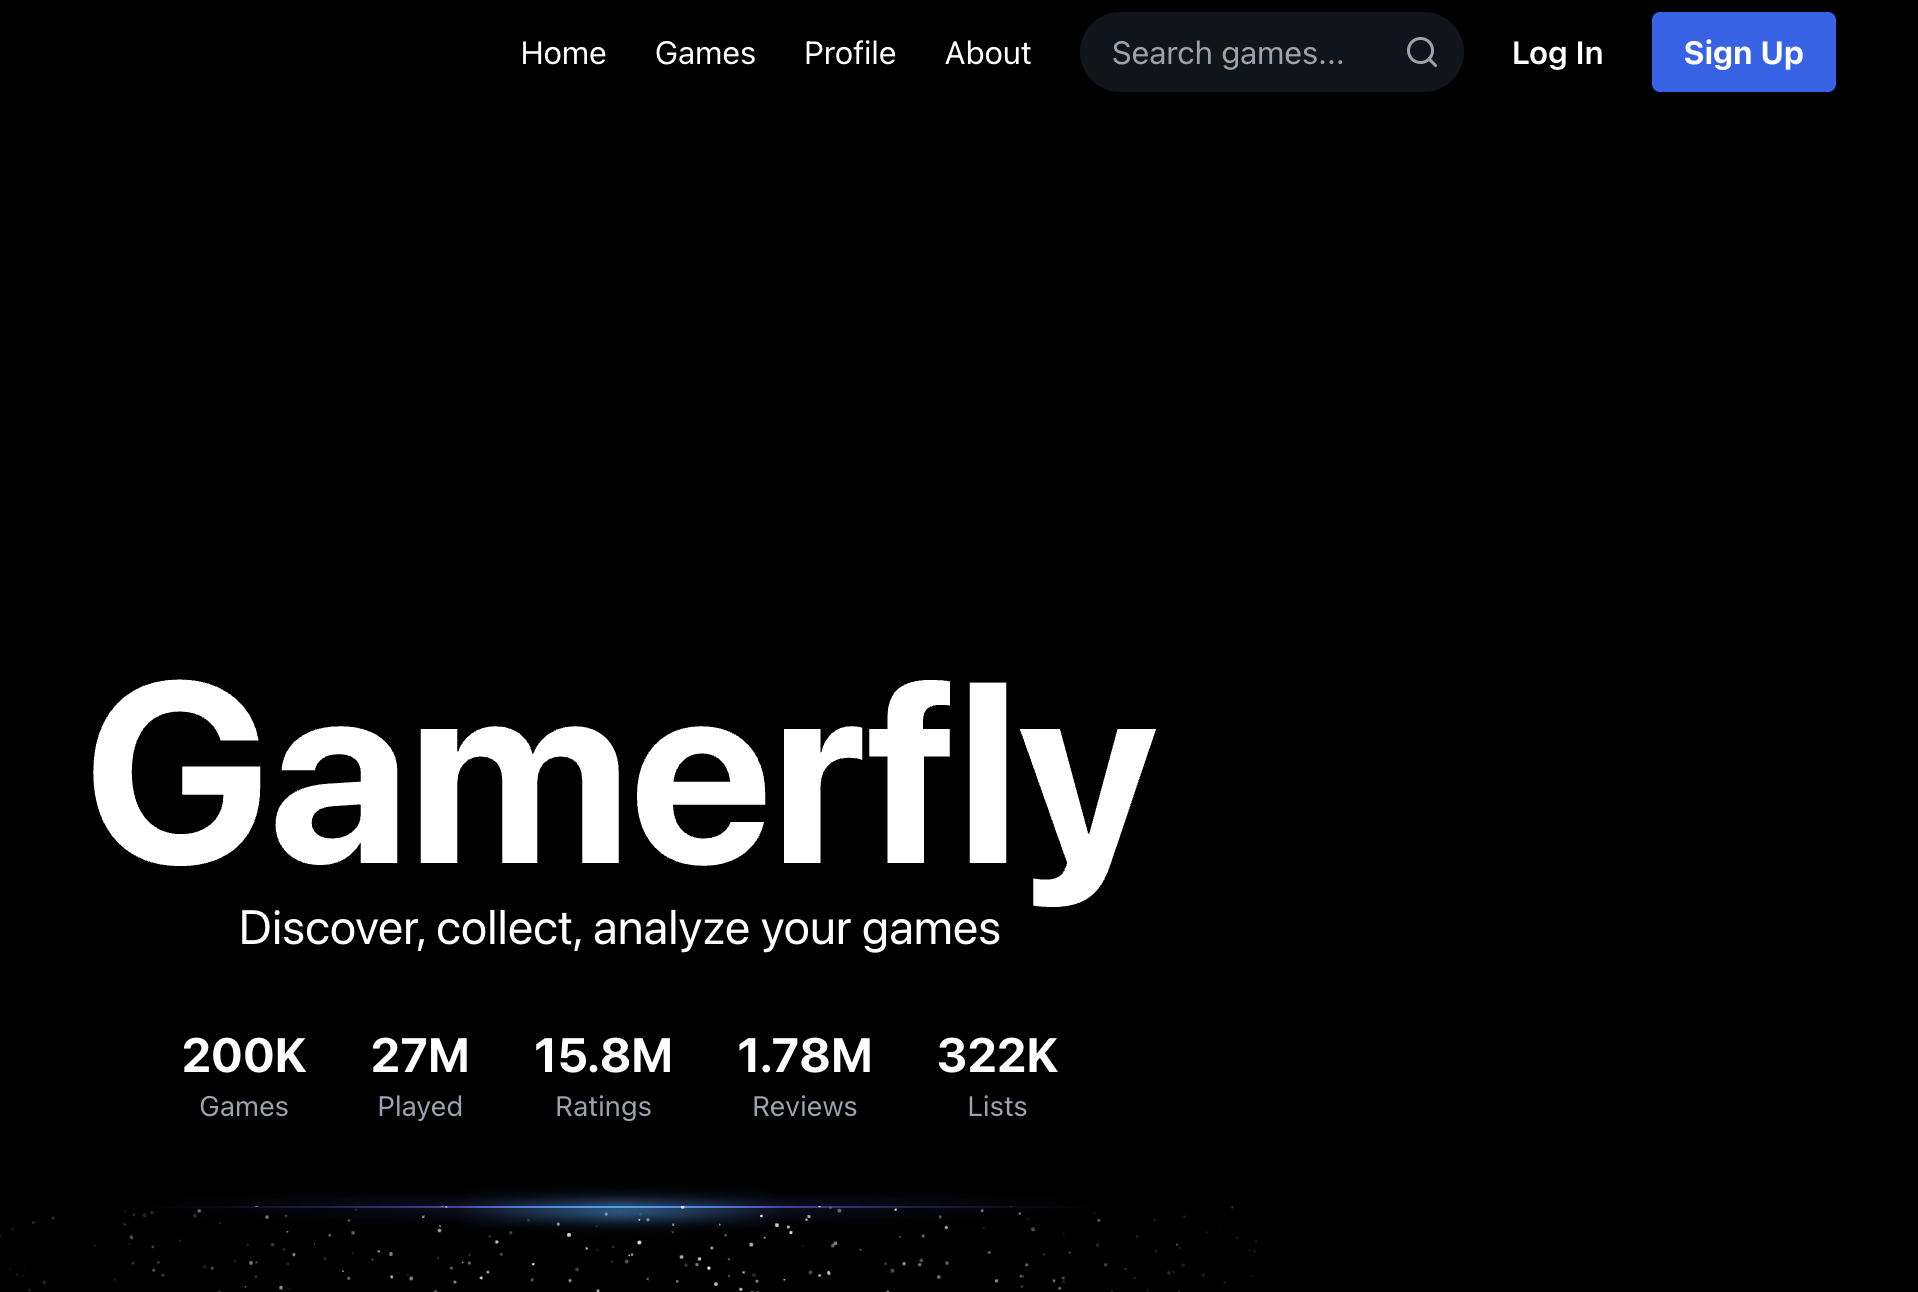 Home Games Profile About Search games... Log In Sign Up
Gamerfly
Discover, collect, analyze your games
200K 27M 15.8M 1.78M 322K
Games Played Ratings Reviews Lists